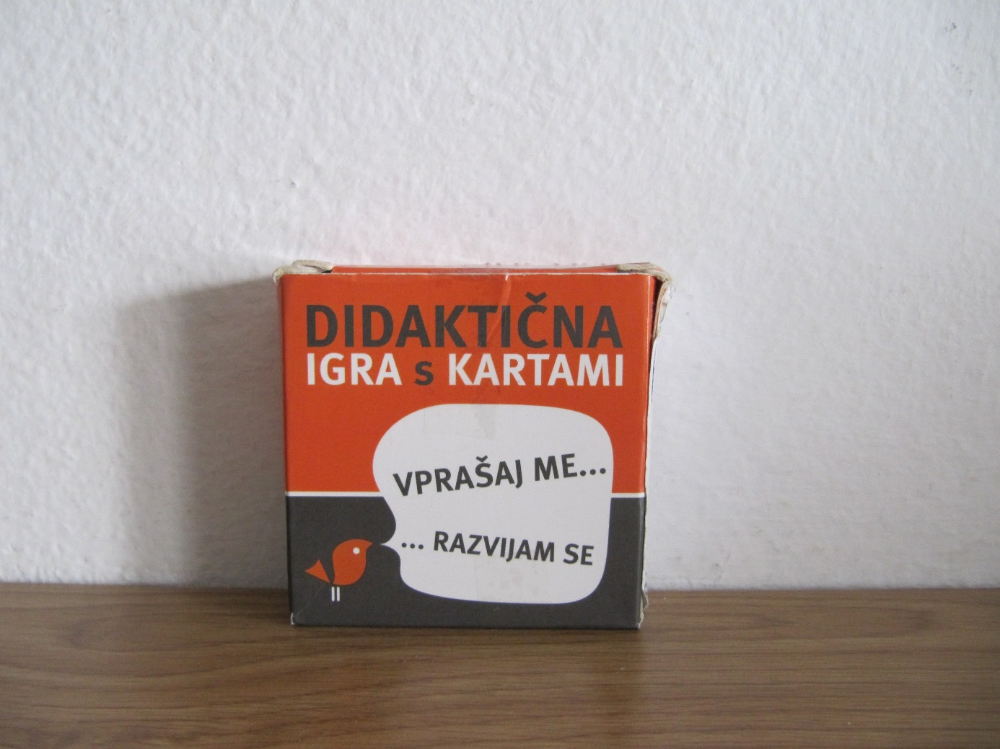 DIDAKTIČNA
IGRA s KARTAMI
VPRAŠAJ ME...
... RAZVIJAM SE